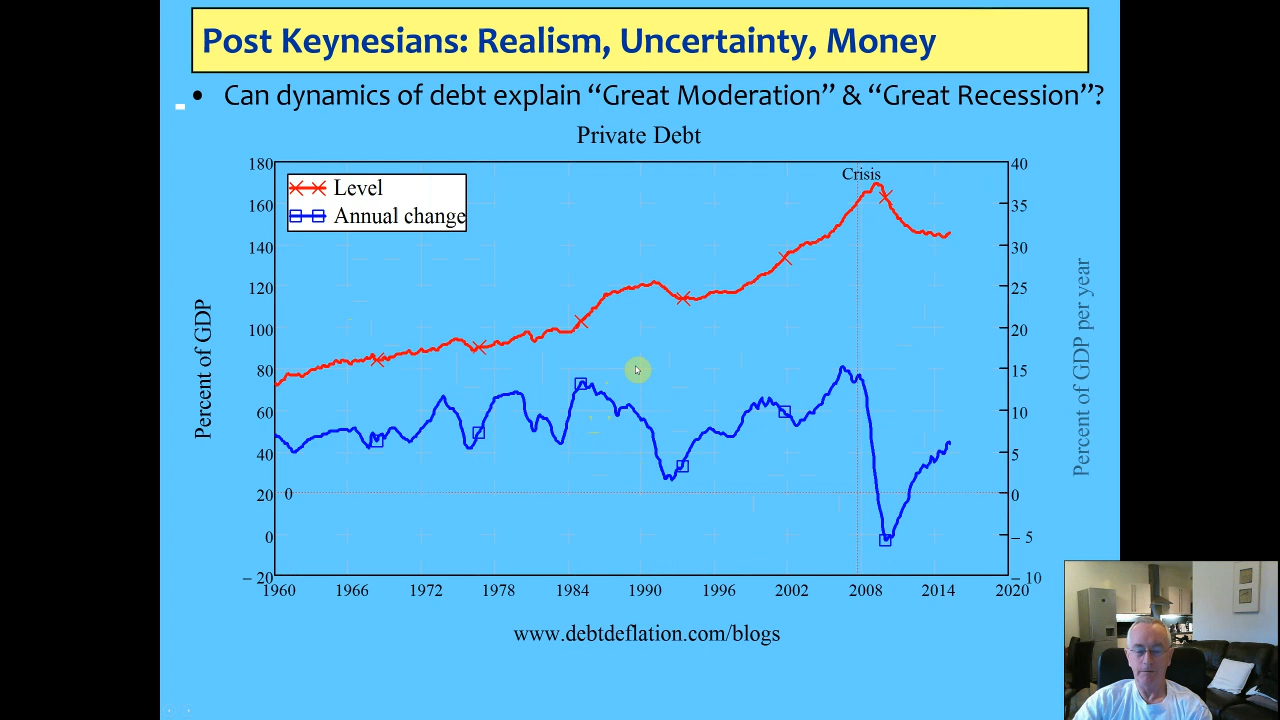 Post Keynesians: Realism, Uncertainty, Money
• Can dynamics of debt explain “Great Moderation” & “Great Recession”?
Private Debt
Level
Annual change
Crisis
Percent of GDP
180
160
140
120
100
80
60
40
20
0
– 20
0
40
35
30
25
20
15
10
5
0
– 5
– 10
Percent of GDP per year
1960 1966 1972 1978 1984 1990 1996 2002 2008 2014 2020
www.debtdeflation.com/blogs